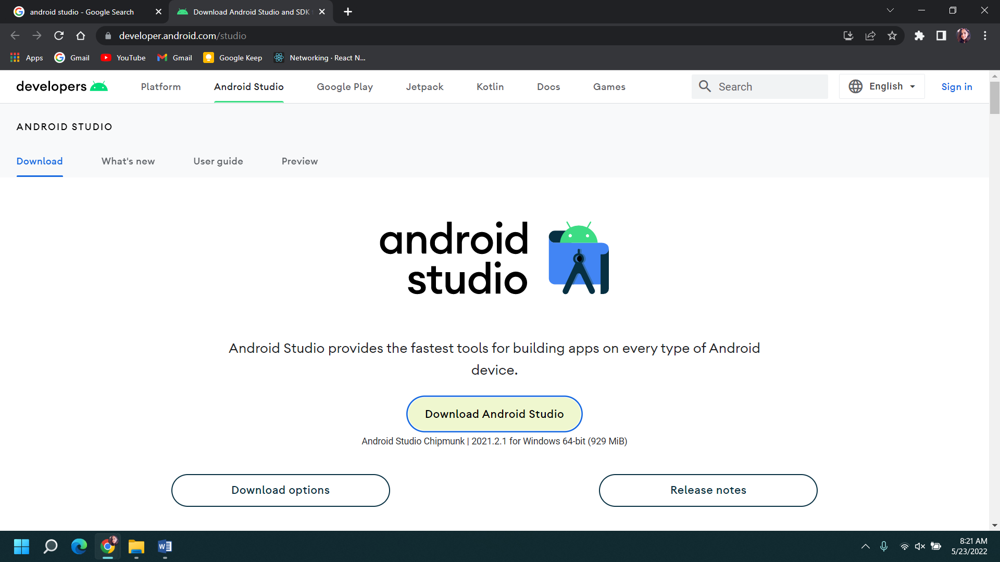 android studio - Google Search
Download Android Studio and SDK
developer.android.com/studio
Apps
Gmail
YouTube
Gmail
Google Keep
Networking · React N...
developers
Platform
Android Studio
Google Play
Jetpack
Kotlin
Docs
Games
Search
English
Sign in
ANDROID STUDIO
Download
What's new
User guide
Preview
android
studio
Android Studio provides the fastest tools for building apps on every type of Android
device.
Download Android Studio
Android Studio Chipmunk | 2021.2.1 for Windows 64-bit (929 MiB)
Download options
Release notes
W
8:21 AM
5/23/2022